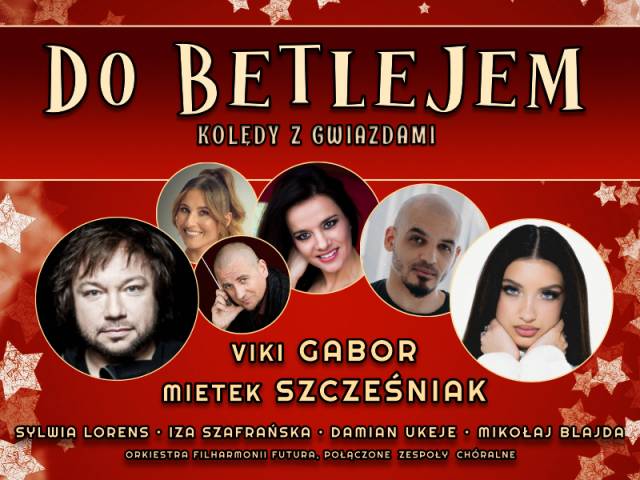 DO BETLEJEM
KOLĘDY Z GWIAZDAMI
VIKI GABOR
MIETEK SZCZEŚNIAK
SYLWIA LORENS • IZA SZAFRAŃSKA • DAMIAN UKEJE • MIKOŁAJ BLAJDA
ORKIESTRA FILHARMONII FUTURA, POŁĄCZONE ZESPOŁY CHÓRALNE